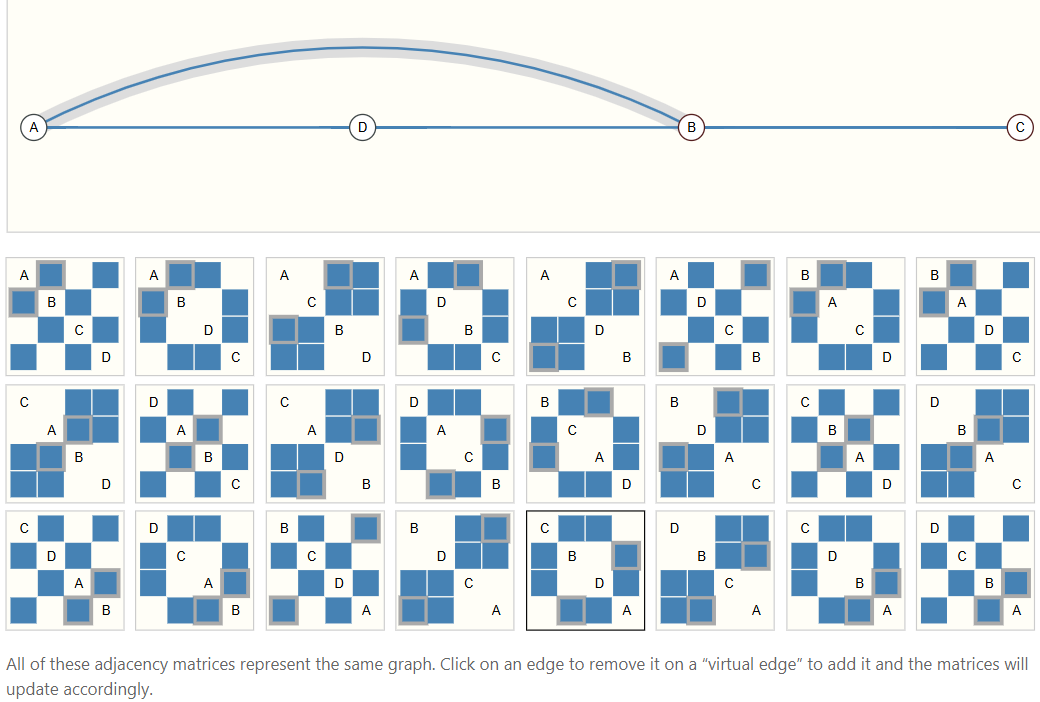 A D B C
A A A A A A B B
B B C D C D A A
C D B B D C C D
D C D C B B D C
C D C D B B C D
A A A A C D B B
B B D C A A A A
D C B B D C D C
C D B B C D C D
D C C D B B D C
A A D C D C B B
B B A A A A A A
All of these adjacency matrices represent the same graph. Click on an edge to remove it on a “virtual edge” to add it and the matrices will
update accordingly.